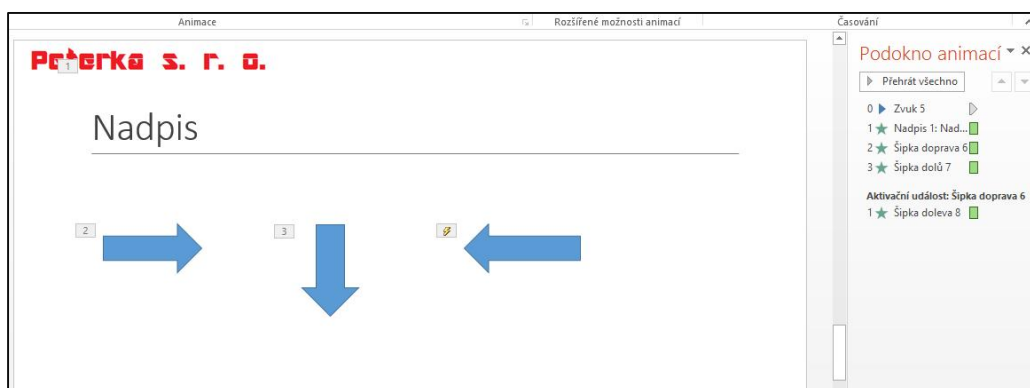 Animace
Rozšířené možnosti animací
Časování
Podokno animací
Přehrát všechno
Peterka s. r. o.
1
Nadpis
2
3
0 Zvuk 5
1 Nadpis 1: Nad...
2 Šipka doprava 6
3 Šipka dolů 7
Aktivační událost: Šipka doprava 6
1 Šipka doleva 8